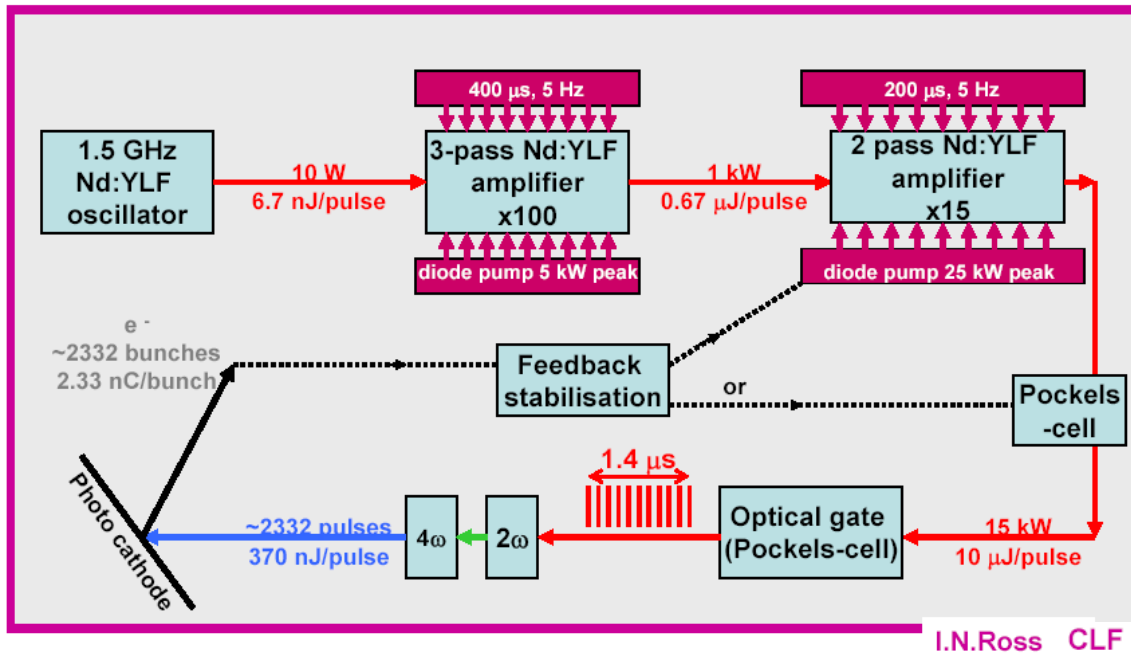 400 μs, 5 Hz
200 μs, 5 Hz
1.5 GHz
Nd:YLF
oscillator
10 W
6.7 nJ/pulse
3-pass Nd:YLF
amplifier
x100
1 kW
0.67 μJ/pulse
2 pass Nd:YLF
amplifier
x15
diode pump 5 kW peak
diode pump 25 kW peak
e -
~2332 bunches
2.33 nC/bunch
Feedback
stabilisation
or
Pockels
-cell
1.4 μs
Photo cathode
~2332 pulses
370 nJ/pulse
4ω
2ω
Optical gate
(Pockels-cell)
15 kW
10 μJ/pulse
I.N.Ross CLF